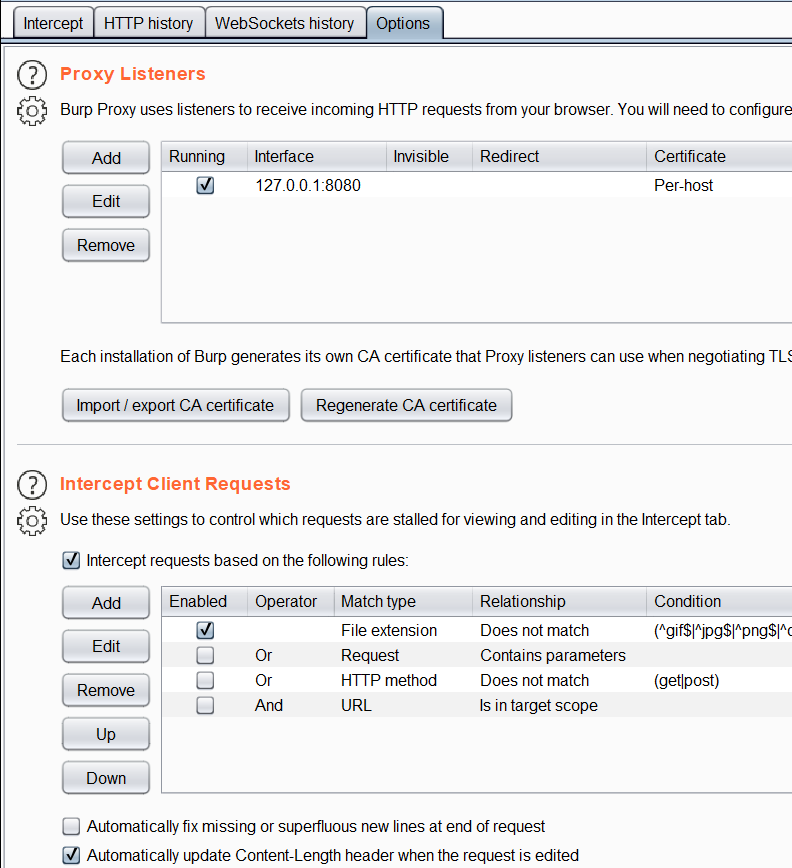 Intercept HTTP history WebSockets history Options
? Proxy Listeners
Burp Proxy uses listeners to receive incoming HTTP requests from your browser. You will need to configure
Add Running Interface Invisible Redirect Certificate
127.0.0.1:8080 Per-host
Edit
Remove
Each installation of Burp generates its own CA certificate that Proxy listeners can use when negotiating TLS
Import / export CA certificate Regenerate CA certificate
? Intercept Client Requests
Use these settings to control which requests are stalled for viewing and editing in the Intercept tab.
Intercept requests based on the following rules:
Add Enabled Operator Match type Relationship Condition
File extension Does not match (^gif$|^jpg$|^png$|^c
Edit Or Request Contains parameters
Remove Or HTTP method Does not match (get|post)
And URL Is in target scope
Up
Down
Automatically fix missing or superfluous new lines at end of request
Automatically update Content-Length header when the request is edited